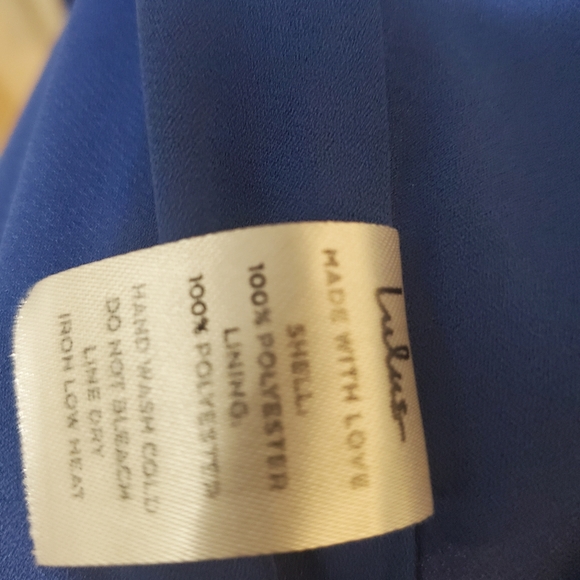 Lulus
MADE WITH LOVE
SHELL:
100% POLYESTER
LINING:
100% POLYESTER
HAND WASH COLD
DO NOT BLEACH
LINE DRY
IRON LOW HEAT